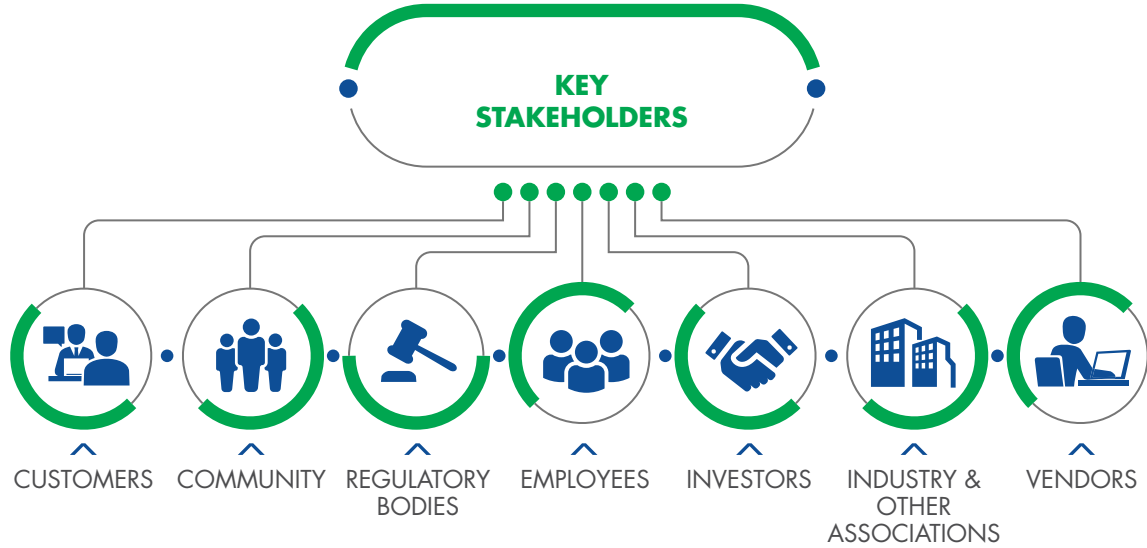 KEY
STAKEHOLDERS
CUSTOMERS
COMMUNITY
REGULATORY
BODIES
EMPLOYEES
INVESTORS
INDUSTRY &
OTHER
ASSOCIATIONS
VENDORS